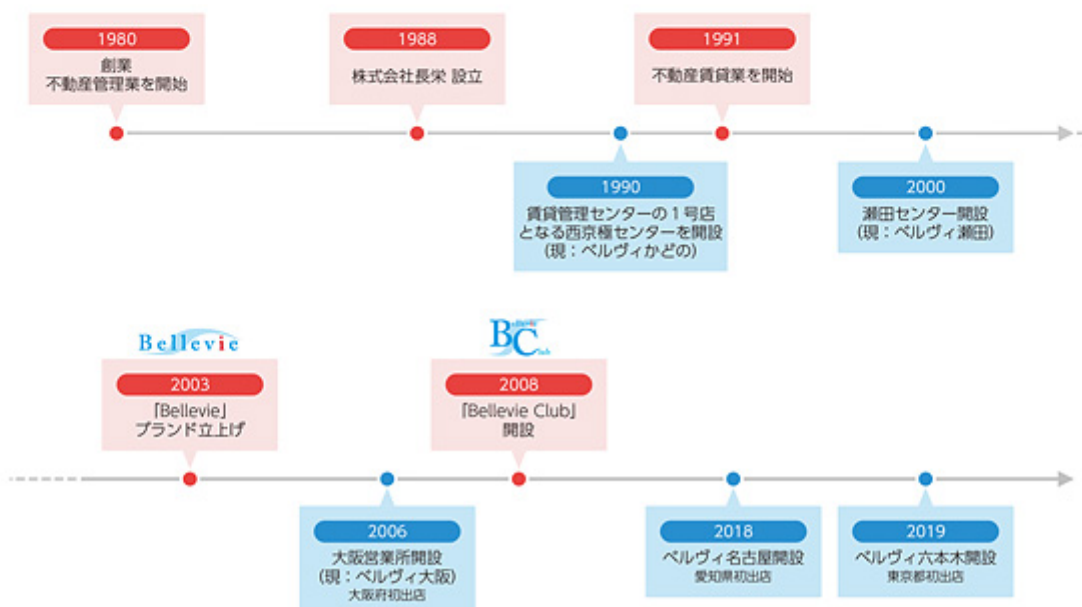 1980
創業
不動産管理業を開始
1988
株式会社長栄 設立
1991
不動産賃貸業を開始
1990
賃貸管理センターの1号店
となる西京極センターを開設
(現：ベルヴィかどの)
2000
瀬田センター開設
(現：ベルヴィ瀬田)
Bellevie
2003
「Bellevie」
ブランド立上げ
Bellevie
BC
Club
2008
「Bellevie Club」
開設
2006
大阪営業所開設
(現：ベルヴィ大阪)
大阪府初出店
2018
ベルヴィ名古屋開設
愛知県初出店
2019
ベルヴィ六本木開設
東京都初出店